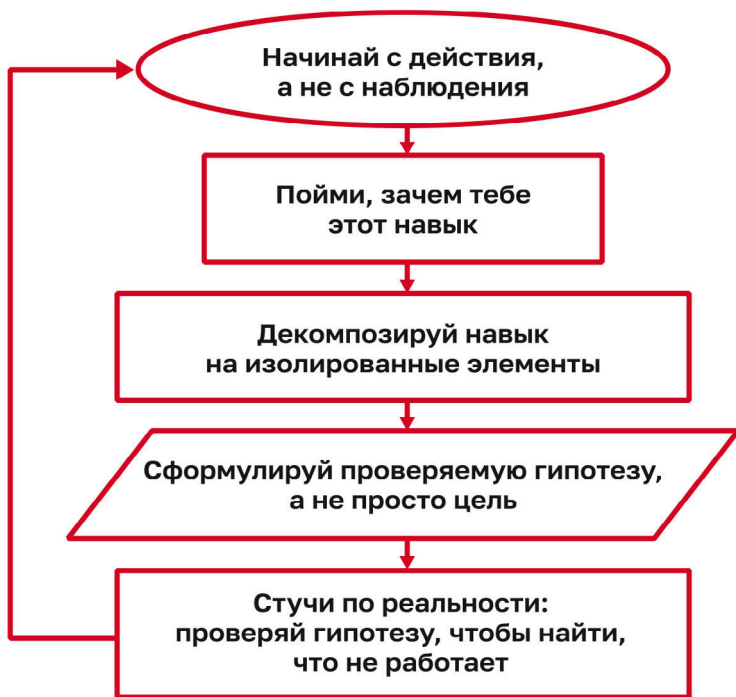 Начинай с действия,
а не с наблюдения
Пойми, зачем тебе
этот навык
Декомпозируй навык
на изолированные элементы
Сформулируй проверяемую гипотезу,
а не просто цель
Стучи по реальности:
проверяй гипотезу, чтобы найти,
что не работает